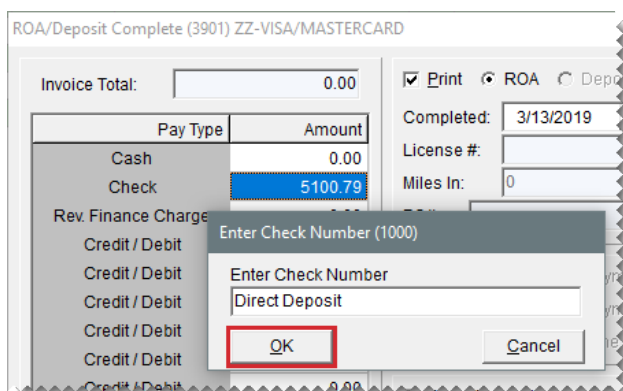 ROA/Deposit Complete (3901) ZZ-VISA/MASTERCARD
Invoice Total: 0.00
Pay Type Amount
Cash 0.00
Check 5100.79
Rev. Finance Charge
Credit / Debit
Credit / Debit
Credit / Debit
Credit / Debit
Credit / Debit
Print ROA
Completed: 3/13/2019
License #:
Miles In: 0
Enter Check Number (1000)
Enter Check Number
Direct Deposit
OK Cancel